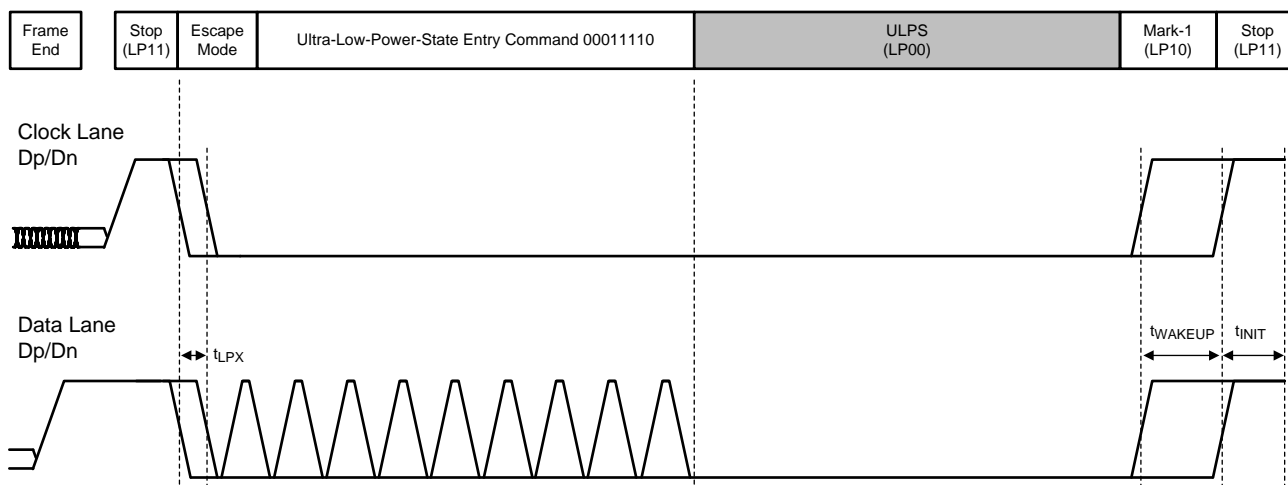 Frame
End
Stop
(LP11)
Escape
Mode
Ultra-Low-Power-State Entry Command 00011110
ULPS
(LP00)
Mark-1
(LP10)
Stop
(LP11)
Clock Lane
Dp/Dn
Data Lane
Dp/Dn
tLPX
tWAKEUP
tINIT